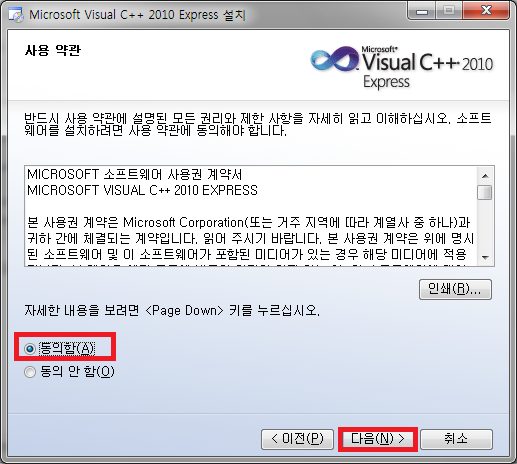 Microsoft Visual C++ 2010 Express 설치
사용 약관
Microsoft®
Visual C++ 2010
Express
반드시 사용 약관에 설명된 모든 권리와 제한 사항을 자세히 읽고 이해하십시오. 소프트
웨어를 설치하려면 사용 약관에 동의해야 합니다.
MICROSOFT 소프트웨어 사용권 계약서
MICROSOFT VISUAL C++ 2010 EXPRESS
본 사용권 계약은 Microsoft Corporation(또는 거주 지역에 따라 계열사 중 하나)과
귀하 간에 체결되는 계약입니다. 읽어 주시기 바랍니다. 본 사용권 계약은 위에 명시
된 소프트웨어 및 이 소프트웨어가 포함된 미디어가 있는 경우 해당 미디어에 적용
인쇄(R)...
자세한 내용을 보려면 <Page Down> 키를 누르십시오.
동의함(A)
동의 안 함(O)
< 이전(P)
다음(N) >
취소